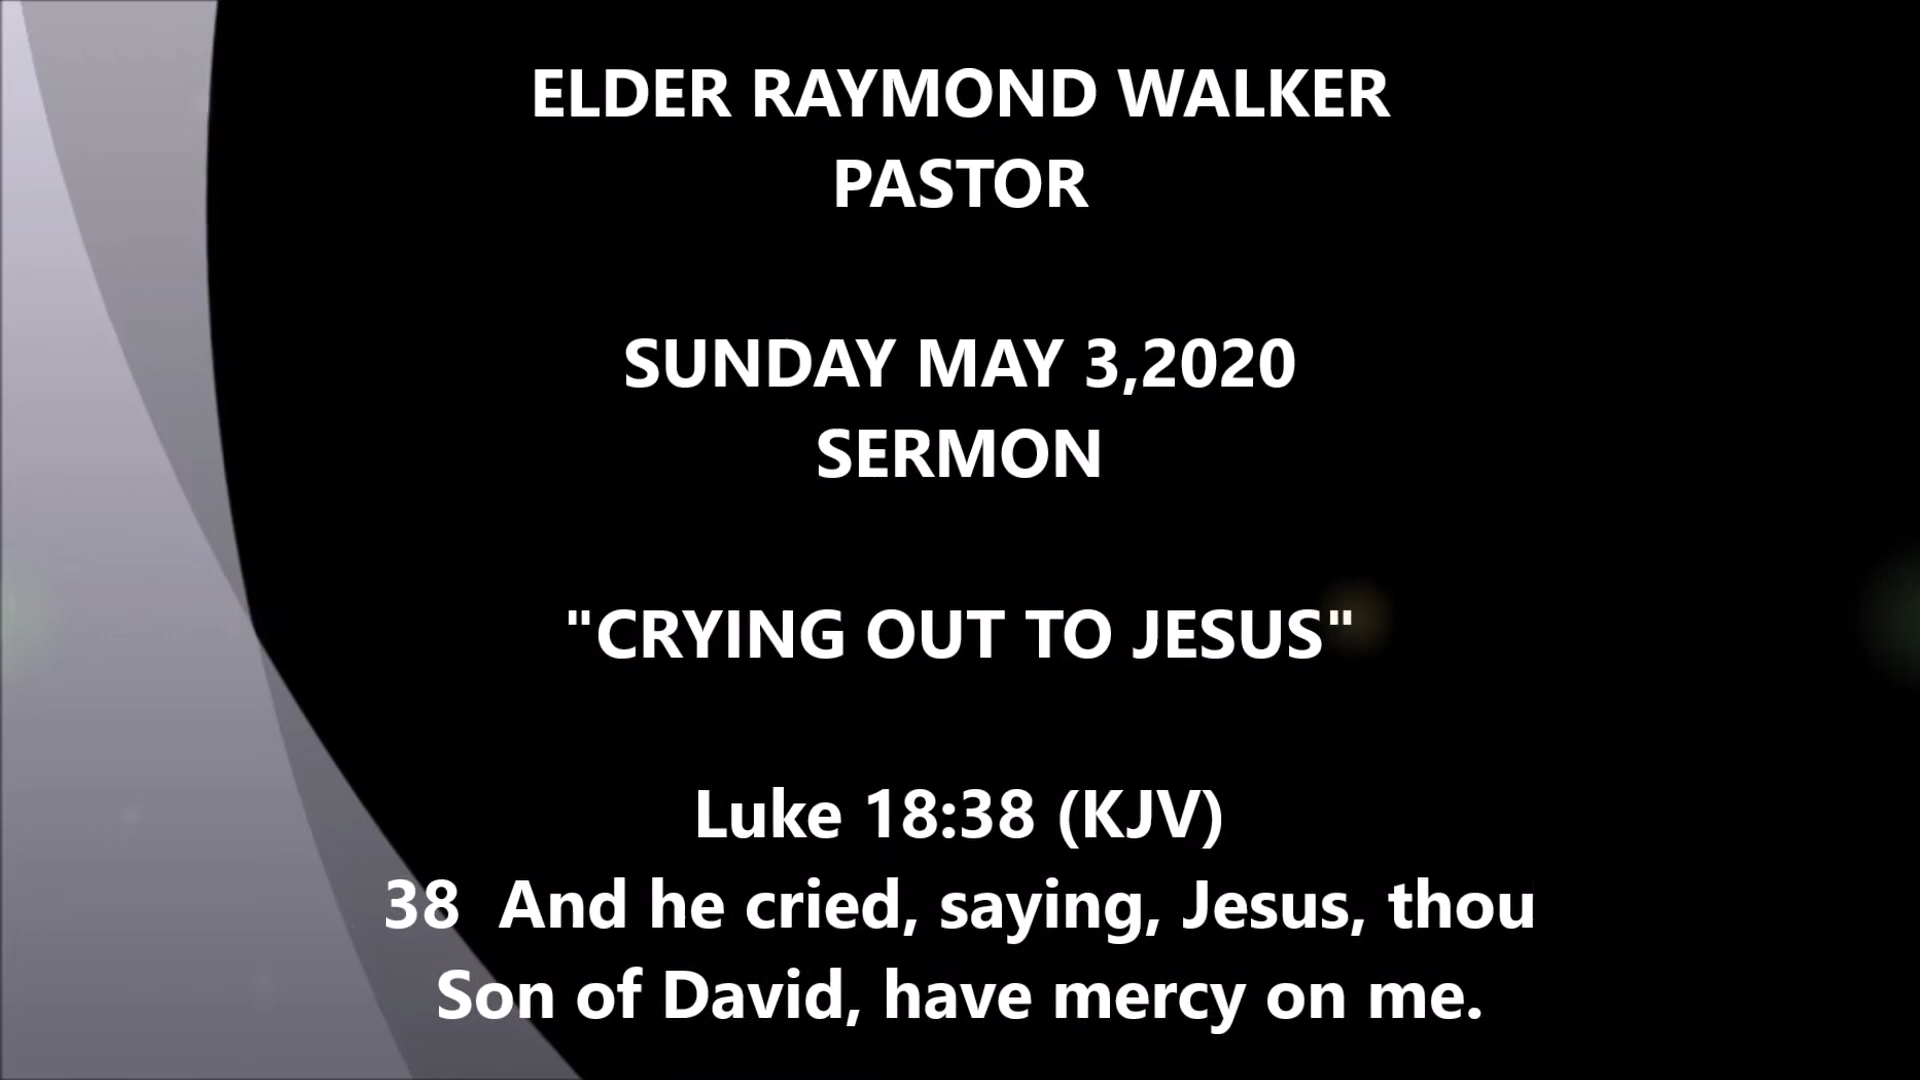 ELDER RAYMOND WALKER
PASTOR
SUNDAY MAY 3,2020
SERMON
"CRYING OUT TO JESUS"
Luke 18:38 (KJV)
38  And he cried, saying, Jesus, thou
Son of David, have mercy on me.